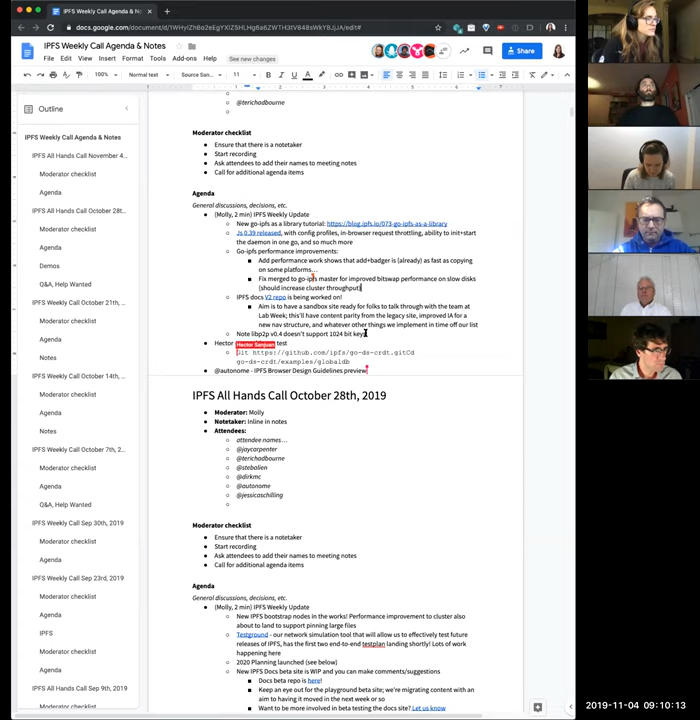 IPFS Weekly Call Agenda & Notes
docs.google.com/document/d/
IPFS Weekly Call Agenda & Notes
File Edit View Insert Format Tools Add-ons Help
See new changes
Share
100%
Normal text
Source San...
11
Outline
IPFS Weekly Call Agenda & Notes
IPFS All Hands Call November 4...
Moderator checklist
Agenda
IPFS All Hands Call October 28t...
Moderator checklist
Agenda
Demos
Q&A, Help Wanted
IPFS Weekly Call October 21st, ...
Moderator checklist
Agenda
Notes
IPFS Weekly Call October 14th, ...
Moderator checklist
Agenda
Notes
IPFS Weekly Call October 7th, 2...
Moderator checklist
Agenda
Q&A, Help Wanted
IPFS Weekly Call Sep 30th, 2019
Moderator checklist
Agenda
IPFS Weekly Call Sep 23rd, 2019
Moderator checklist
Agenda
IPFS
Moderator checklist
Agenda
IPFS All Hands Call Sep 9th, 2019
Moderator checklist
@terichadbourne
Moderator checklist
Ensure that there is a notetaker
Start recording
Ask attendees to add their names to meeting notes
Call for additional agenda items
Agenda
General discussions, decisions, etc.
(Molly, 2 min) IPFS Weekly Update
New go-ipfs as a library tutorial: https://blog.ipfs.io/073-go-ipfs-as-a-library
Js 0.39 released, with config profiles, in-browser request throttling, ability to init+start
the daemon in one go, and so much more
Go-ipfs performance improvements:
Add performance work shows that add+badger is (already) as fast as copying
on some platforms...
Fix merged to go-ipfs master for improved bitswap performance on slow disks
(should increase cluster throughput)
IPFS docs V2 repo is being worked on!
Aim is to have a sandbox site ready for folks to talk through with the team at
Lab Week; this'll have content parity from the legacy site, improved IA for a
new nav structure, and whatever other things we implement in time off our list
Note libp2p v0.4 doesn't support 1024 bit keys
Hector Sanjuan
Hector test
Git https://github.com/ipfs/go-ds-crdt.gitCd
go-ds-crdt/examples/globaldb
@autonome - IPFS Browser Design Guidelines preview
IPFS All Hands Call October 28th, 2019
Moderator: Molly
Notetaker: Inline in notes
Attendees:
attendee names...
@jaycarpenter
@terichadbourne
@stebalien
@dirkmc
@autonome
@jessicaschilling
Moderator checklist
Ensure that there is a notetaker
Start recording
Ask attendees to add their names to meeting notes
Call for additional agenda items
Agenda
General discussions, decisions, etc.
(Molly, 2 min) IPFS Weekly Update
New IPFS bootstrap nodes in the works! Performance improvement to cluster also
about to land to support pinning large files
Testground - our network simulation tool that will allow us to effectively test future
releases of IPFS, has the first two end-to-end testplan landing shortly! Lots of work
happening here
2020 Planning launched (see below)
New IPFS Docs beta site is WIP and you can make comments/suggestions
Docs beta repo is here!
Keep an eye out for the playground beta site; we're migrating content with an
aim to having it moved in the next week or so
Want to be more involved in beta testing the docs site? Let us know
2019-11-04 09:10:13